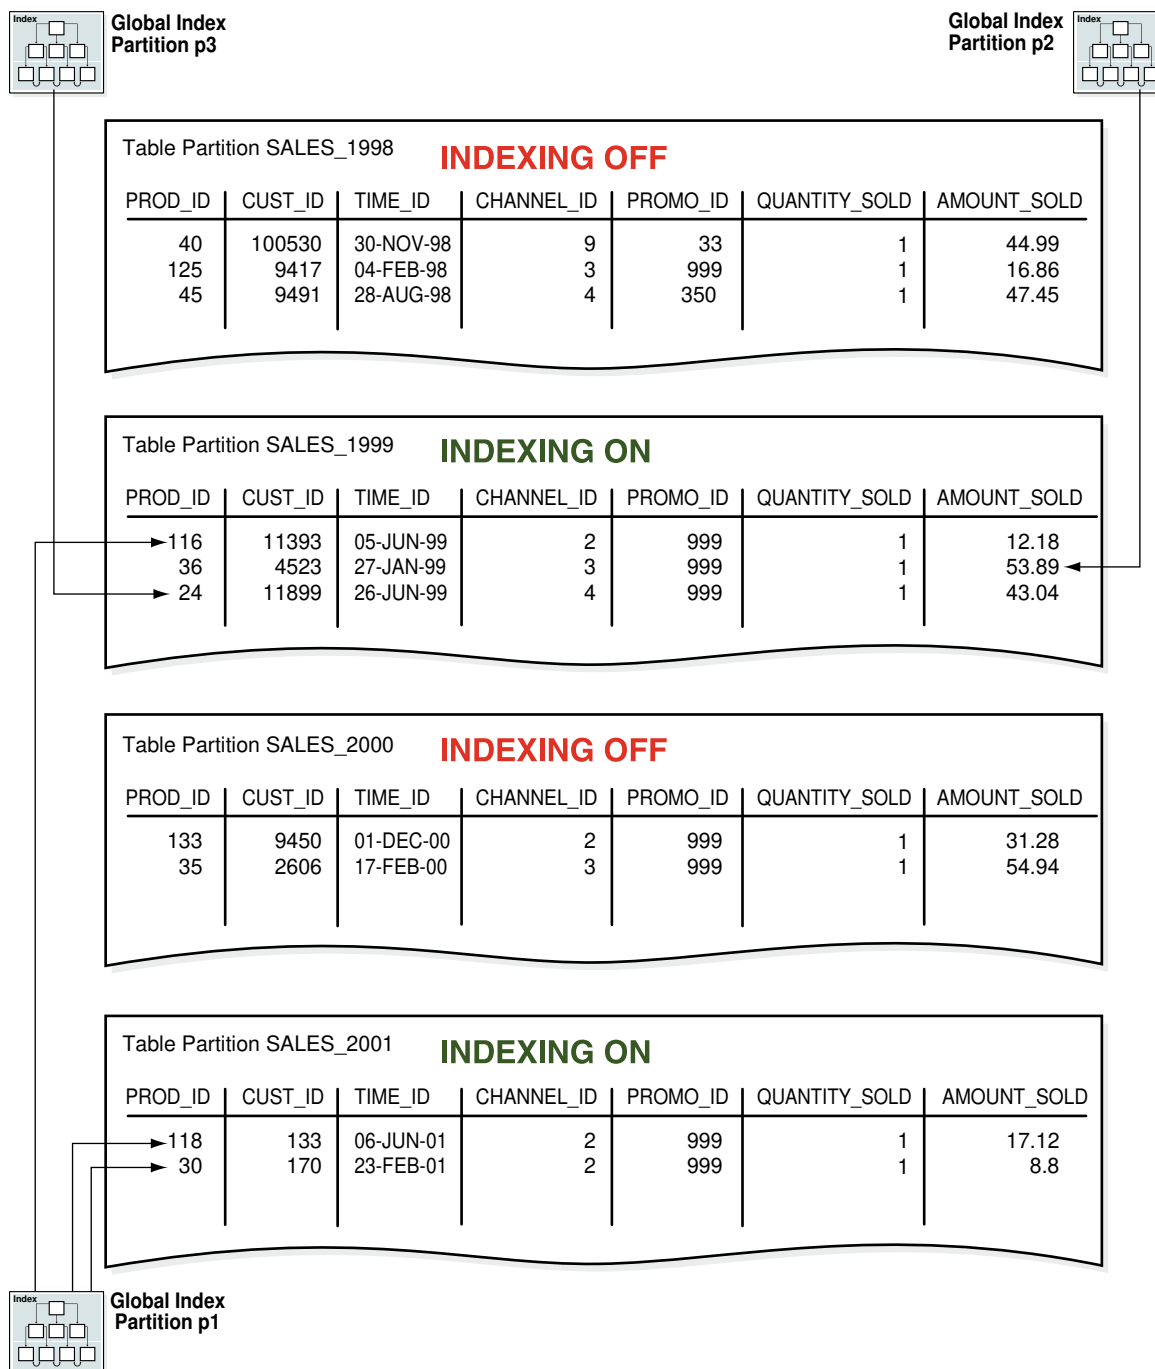 Index
Global Index
Partition p3
Global Index
Partition p2
Index
Table Partition SALES_1998 INDEXING OFF
PROD_ID CUST_ID TIME_ID CHANNEL_ID PROMO_ID QUANTITY_SOLD AMOUNT_SOLD
40 100530 30-NOV-98 9 33 1 44.99
125 9417 04-FEB-98 3 999 1 16.86
45 9491 28-AUG-98 4 350 1 47.45
Table Partition SALES_1999 INDEXING ON
PROD_ID CUST_ID TIME_ID CHANNEL_ID PROMO_ID QUANTITY_SOLD AMOUNT_SOLD
116 11393 05-JUN-99 2 999 1 12.18
36 4523 27-JAN-99 3 999 1 53.89
24 11899 26-JUN-99 4 999 1 43.04
Table Partition SALES_2000 INDEXING OFF
PROD_ID CUST_ID TIME_ID CHANNEL_ID PROMO_ID QUANTITY_SOLD AMOUNT_SOLD
133 9450 01-DEC-00 2 999 1 31.28
35 2606 17-FEB-00 3 999 1 54.94
Table Partition SALES_2001 INDEXING ON
PROD_ID CUST_ID TIME_ID CHANNEL_ID PROMO_ID QUANTITY_SOLD AMOUNT_SOLD
118 133 06-JUN-01 2 999 1 17.12
30 170 23-FEB-01 2 999 1 8.8
Index
Global Index
Partition p1